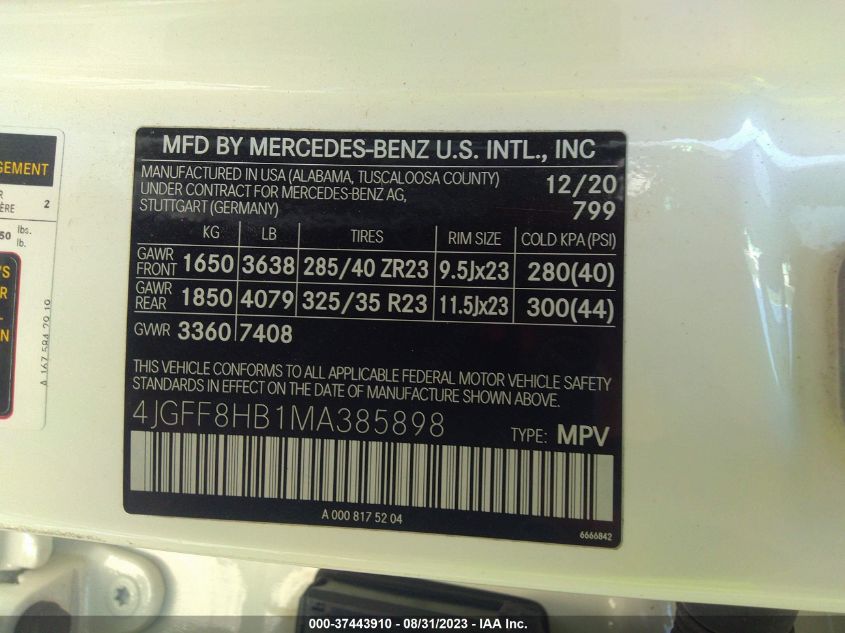 MFD BY MERCEDES-BENZ U.S. INTL., INC
MANUFACTURED IN USA (ALABAMA, TUSCALOOSA COUNTY) 12/20
UNDER CONTRACT FOR MERCEDES-BENZ AG,
STUTTGART (GERMANY) 799
KG LB TIRES RIM SIZE COLD KPA (PSI)
GAWR FRONT 1650 3638 285/40 ZR23 9.5Jx23 280(40)
GAWR REAR 1850 4079 325/35 R23 11.5Jx23 300(44)
GVWR 3360 7408
THIS VEHICLE CONFORMS TO ALL APPLICABLE FEDERAL MOTOR VEHICLE SAFETY
STANDARDS IN EFFECT ON THE DATE OF MANUFACTURE SHOWN ABOVE.
4JGFF8HB1MA385898 TYPE: MPV
A 000 817 52 04
6666842
GEMENT
2
lbs.
lb.
A 167 584 29 19
000-37443910 - 08/31/2023 - IAA Inc.